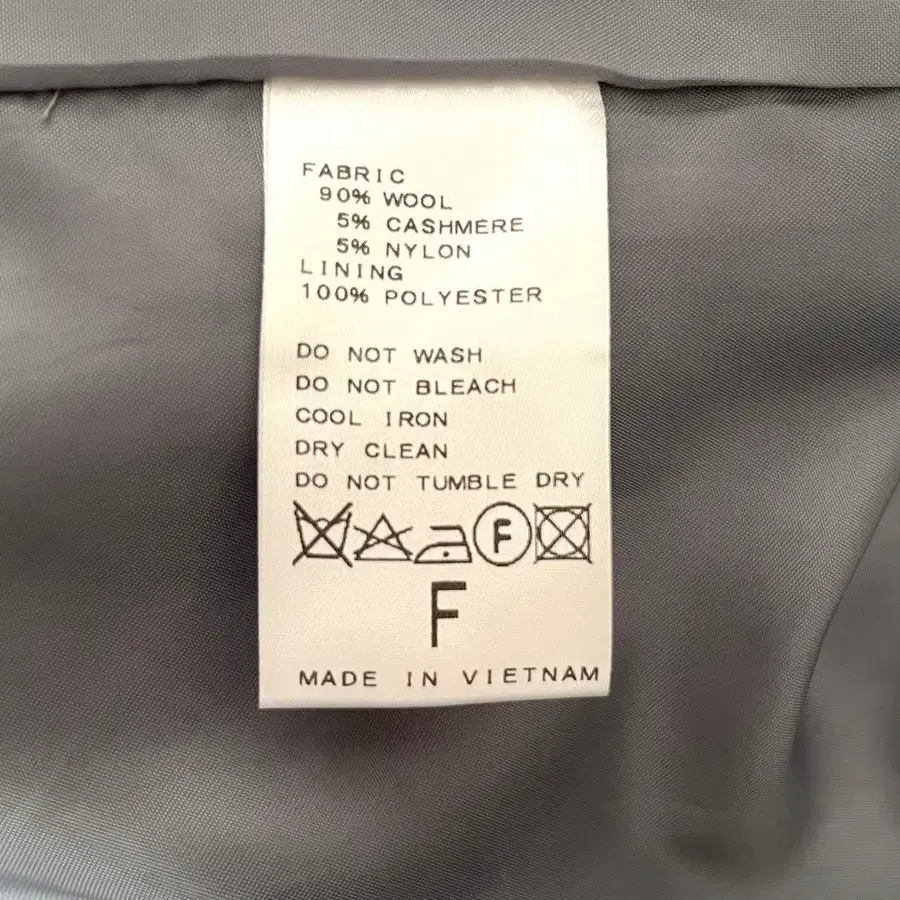 FABRIC
90% WOOL
5% CASHMERE
5% NYLON
LINING
100% POLYESTER
DO NOT WASH
DO NOT BLEACH
COOL IRON
DRY CLEAN
DO NOT TUMBLE DRY
F
F
MADE IN VIETNAM